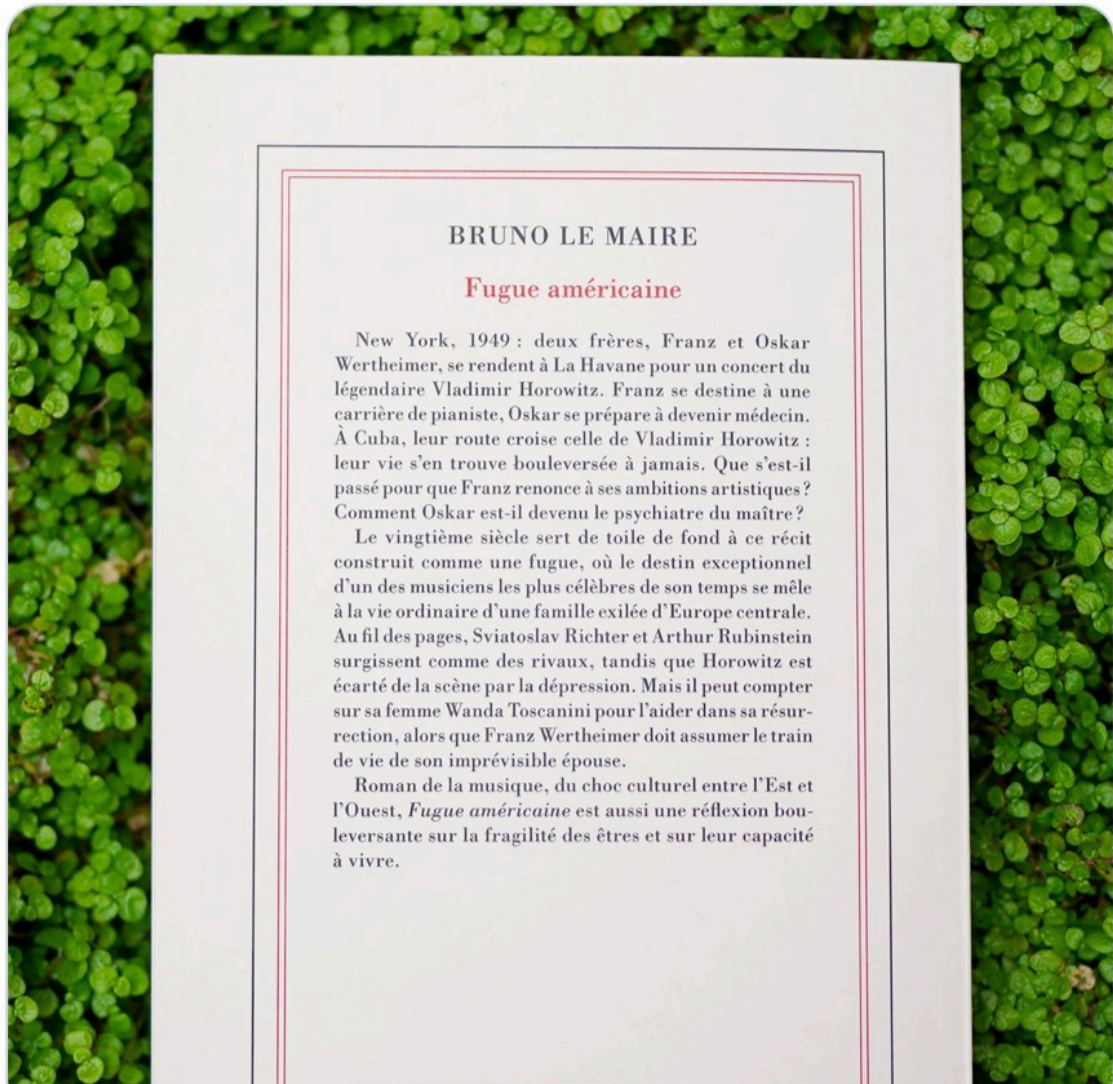 BRUNO LE MAIRE
Fugue américaine
New York, 1949 : deux frères, Franz et Oskar
Wertheimer, se rendent à La Havane pour un concert du
légendaire Vladimir Horowitz. Franz se destine à une
carrière de pianiste, Oskar se prépare à devenir médecin.
À Cuba, leur route croise celle de Vladimir Horowitz :
leur vie s'en trouve bouleversée à jamais. Que s'est-il
passé pour que Franz renonce à ses ambitions artistiques ?
Comment Oskar est-il devenu le psychiatre du maître ?
Le vingtième siècle sert de toile de fond à ce récit
construit comme une fugue, où le destin exceptionnel
d'un des musiciens les plus célèbres de son temps se mêle
à la vie ordinaire d'une famille exilée d'Europe centrale.
Au fil des pages, Sviatoslav Richter et Arthur Rubinstein
surgissent comme des rivaux, tandis que Horowitz est
écarté de la scène par la dépression. Mais il peut compter
sur sa femme Wanda Toscanini pour l'aider dans sa résur-
rection, alors que Franz Wertheimer doit assumer le train
de vie de son imprévisible épouse.
Roman de la musique, du choc culturel entre l'Est et
l'Ouest, Fugue américaine est aussi une réflexion bou-
leversante sur la fragilité des êtres et sur leur capacité
à vivre.